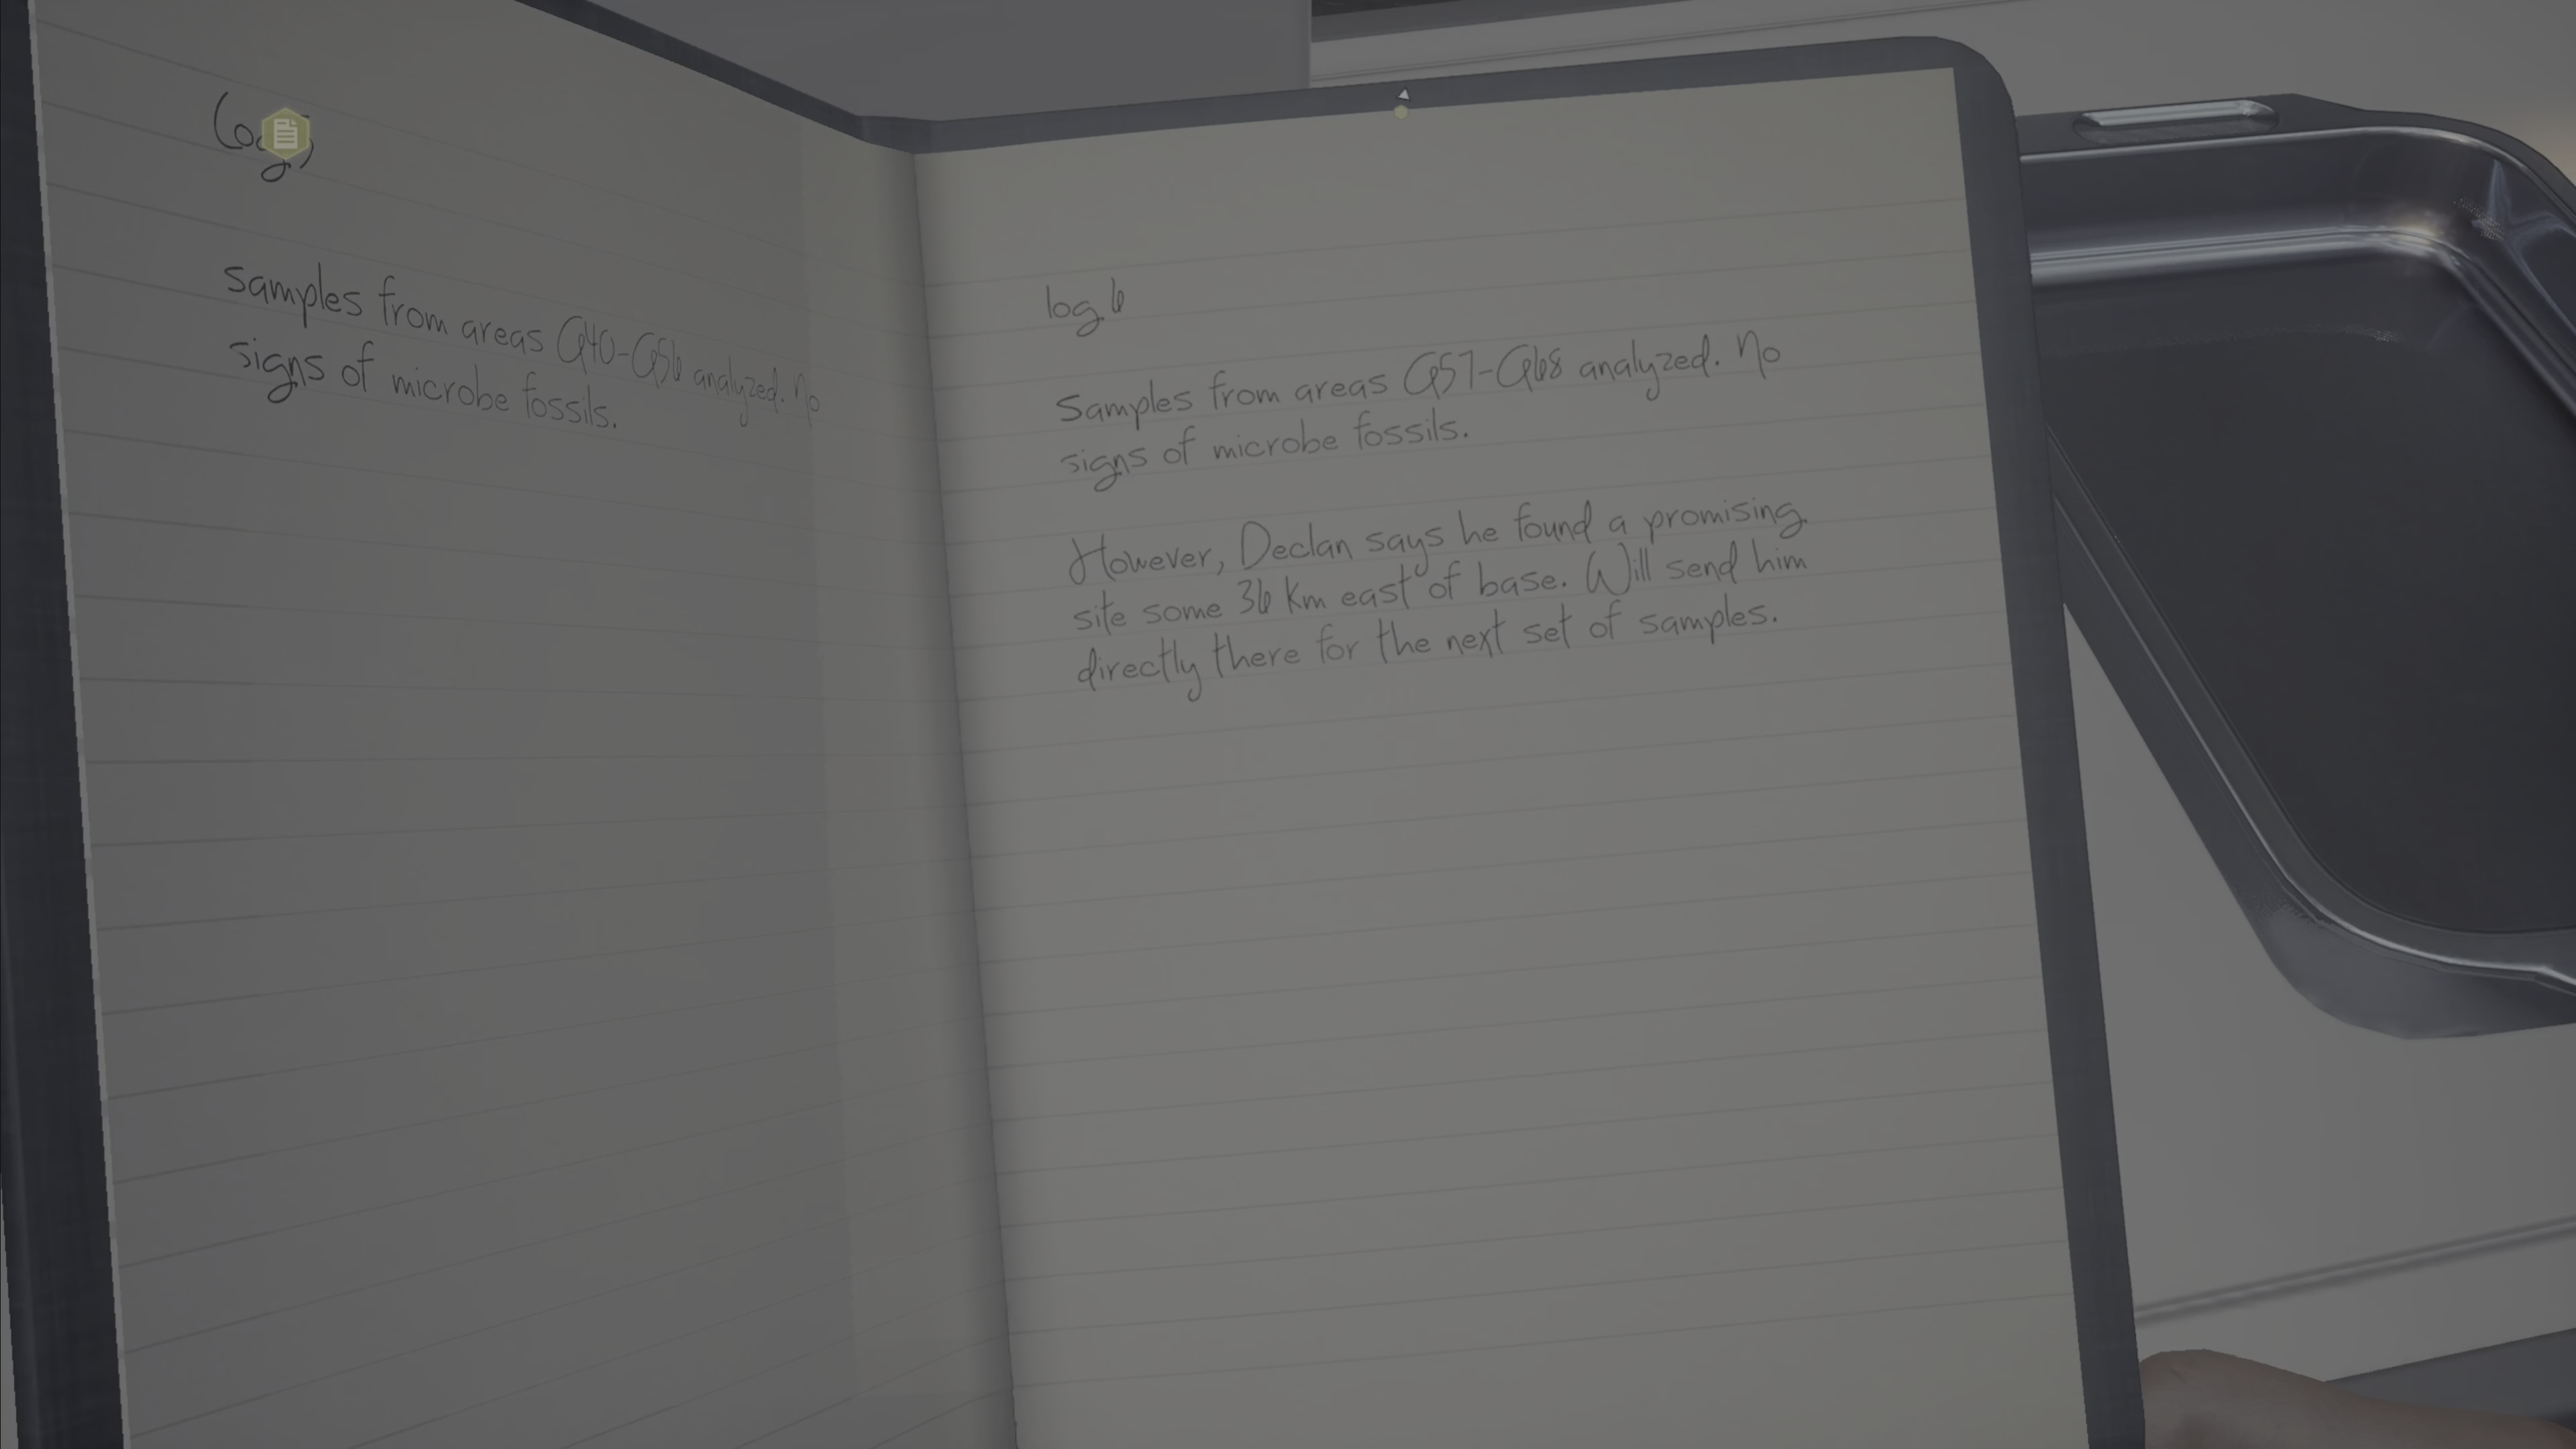 log
Samples from areas G40-G56 analyzed. No
signs of microbe fossils.
log 6
Samples from areas G57-G68 analyzed. No
signs of microbe fossils.
However, Declan says he found a promising
site some 36 km east of base. Will send him
directly there for the next set of samples.